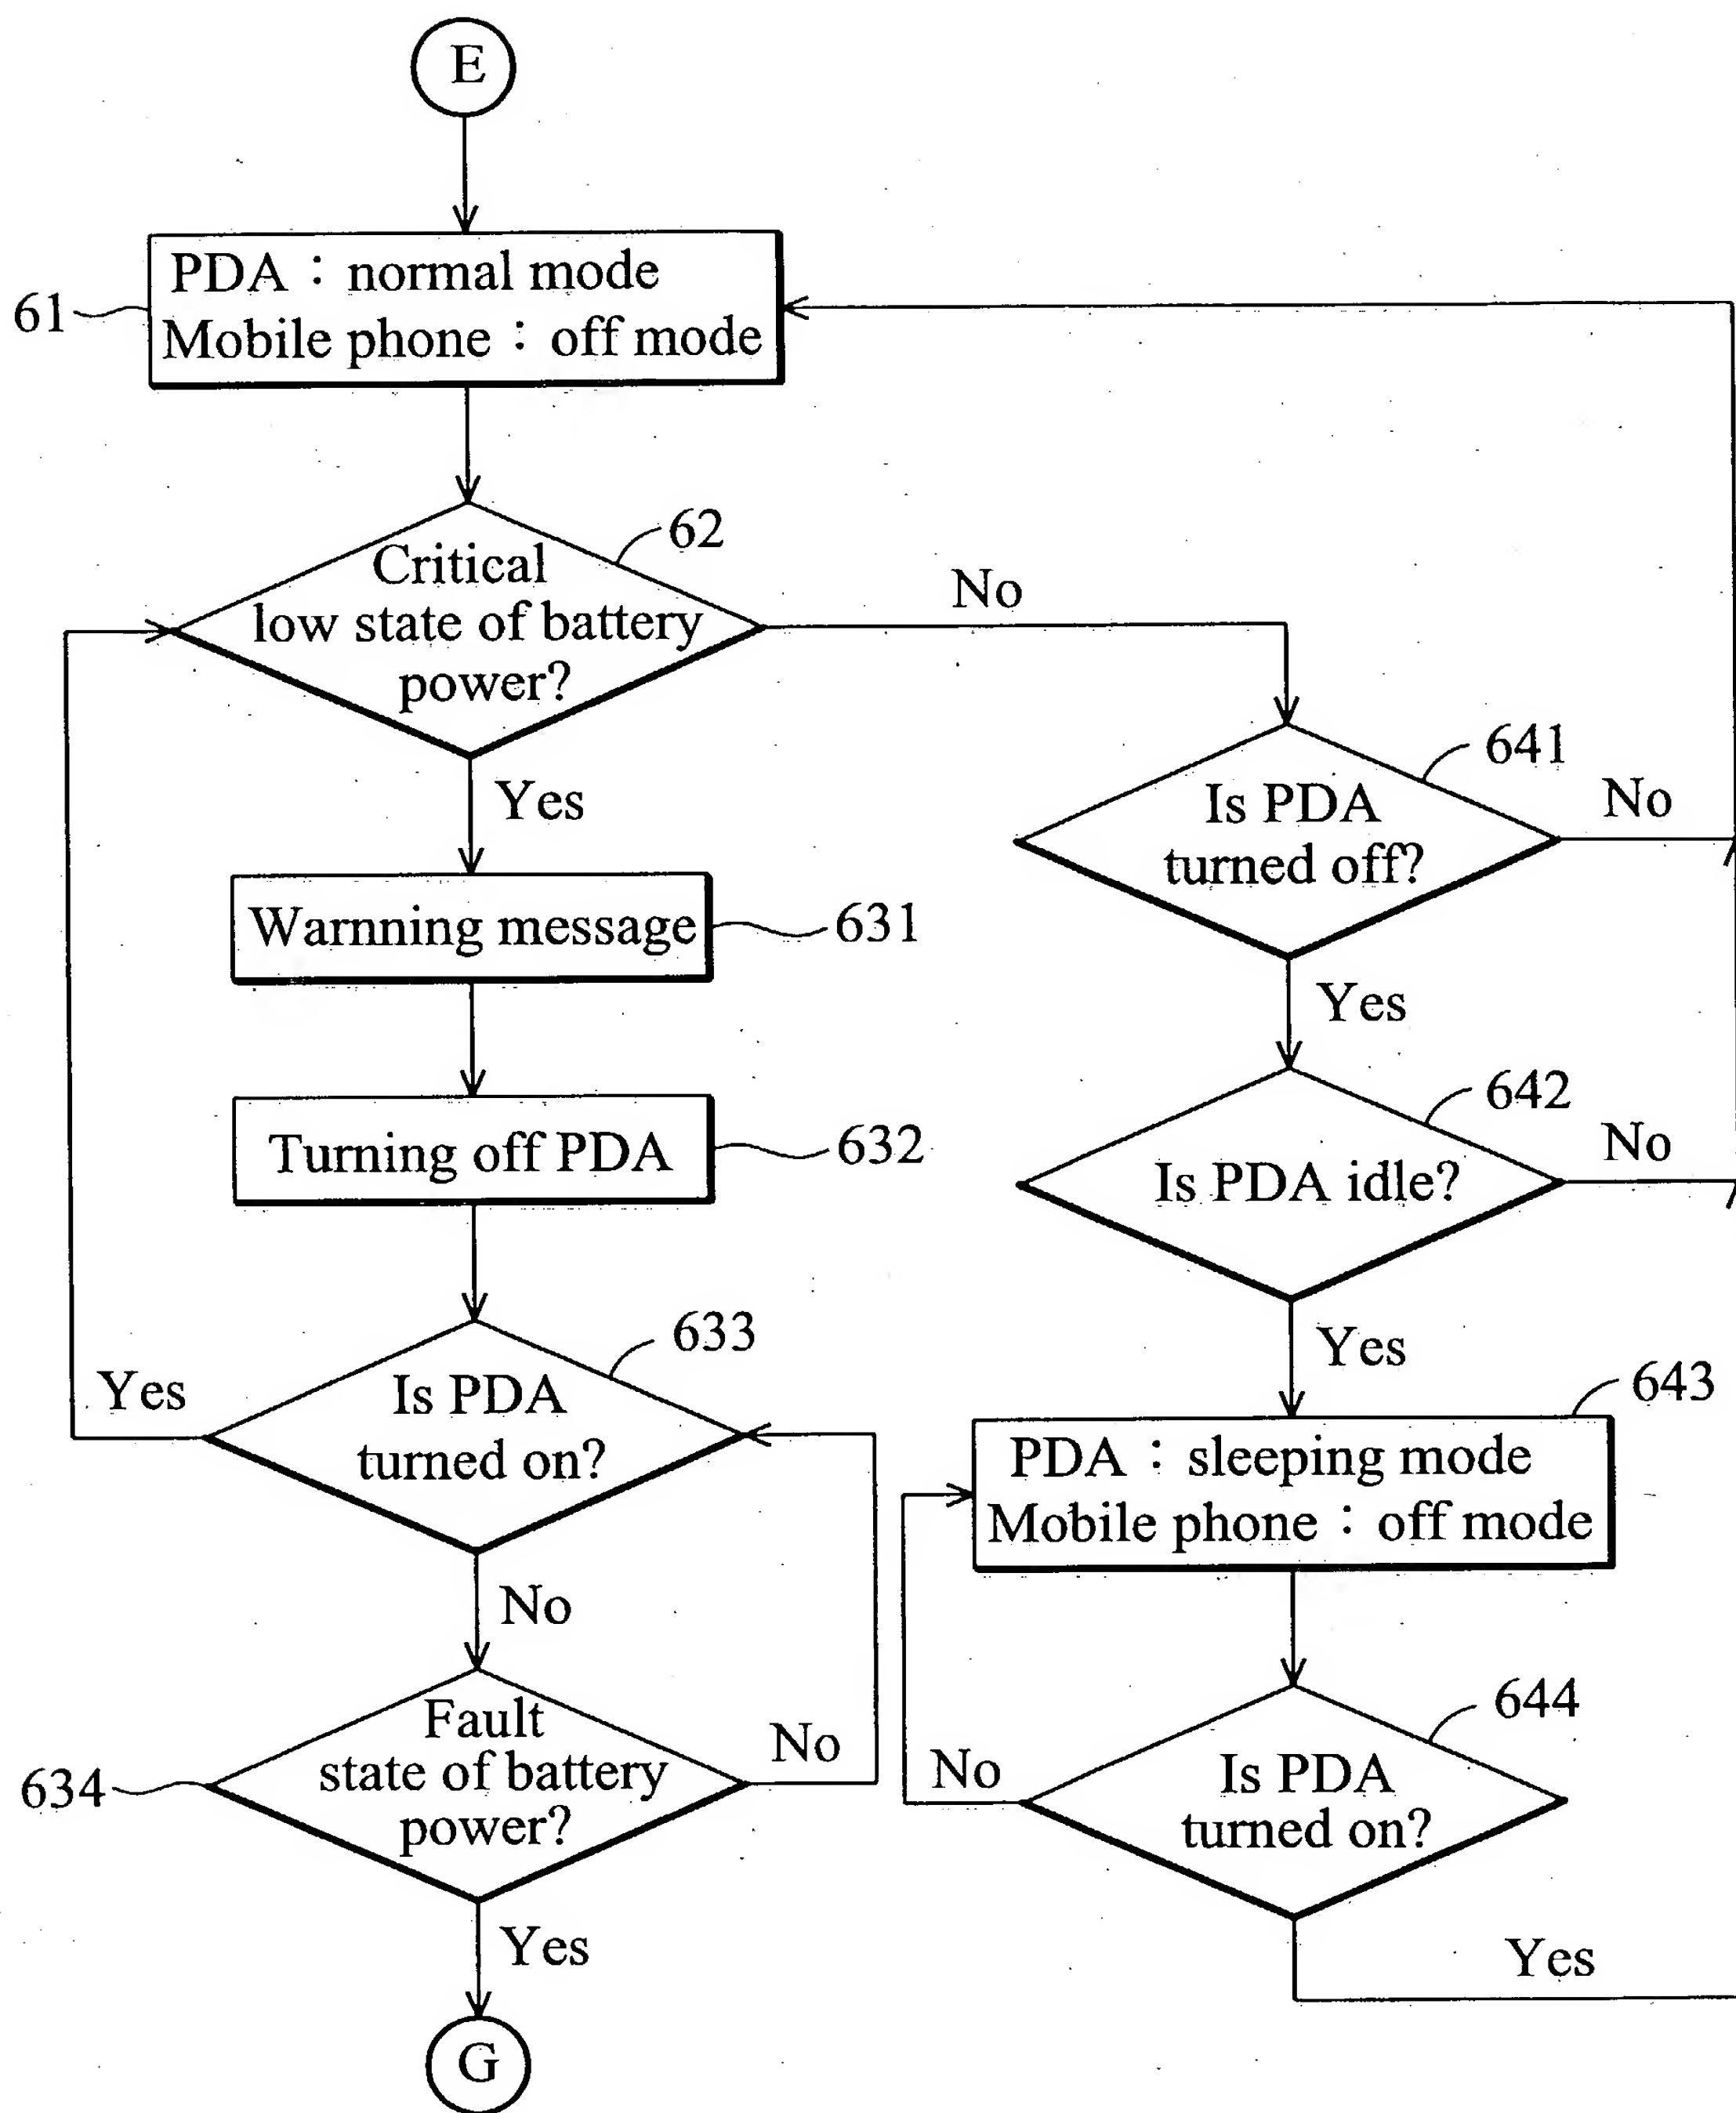 E
PDA : normal mode
61
Mobile phone : off mode
62
Critical
low state of battery
power?
No
Yes
641
Is PDA
turned off?
No
Yes
Warnning message
631
Turning off PDA
632
642
Is PDA idle?
No
Yes
633
Is PDA
turned on?
Yes
No
643
PDA : sleeping mode
Mobile phone : off mode
Fault
state of battery
power?
634
No
Yes
644
Is PDA
turned on?
No
Yes
G